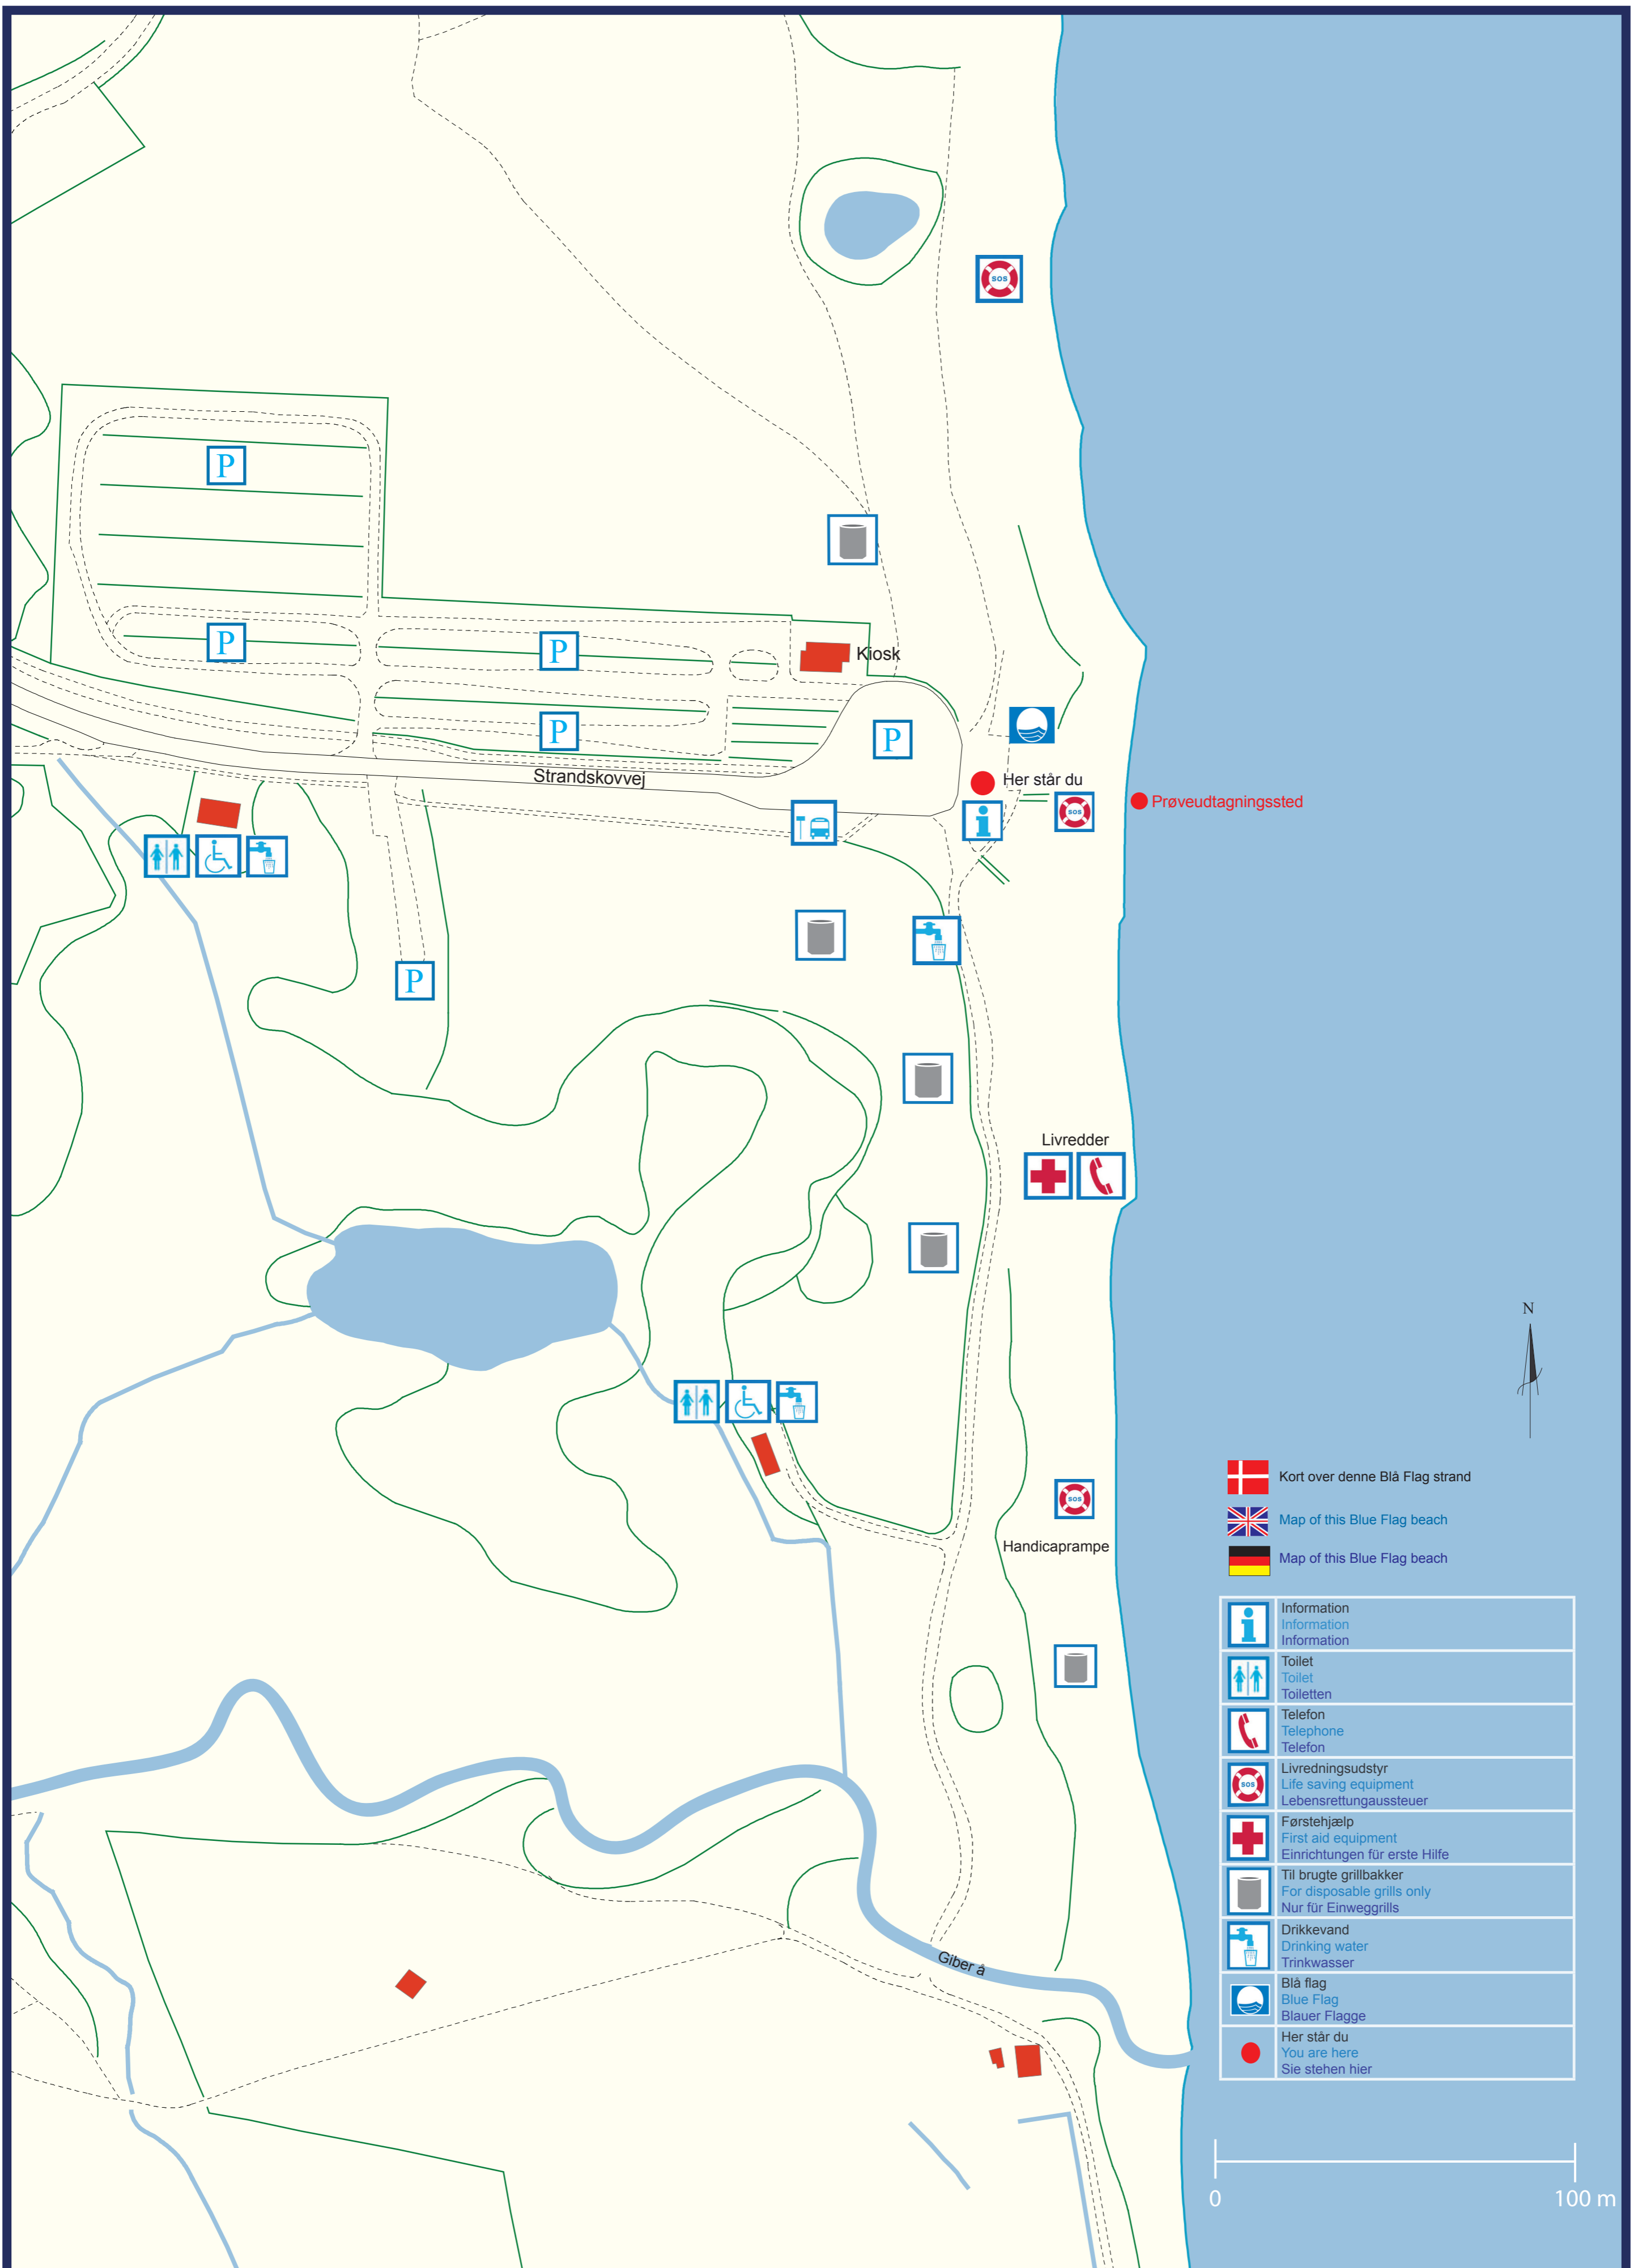 SOS
P
P
P
Kiosk
P
P
Strandskovvej
Her står du
SOS
Prøveudtagningssted
P
Livredder
N
SOS
Handicaprampe
Kort over denne Blå Flag strand
Map of this Blue Flag beach
Map of this Blue Flag beach
Information
Information
Information
Toilet
Toilet
Toiletten
Telefon
Telephone
Telefon
SOS
Livredningsudstyr
Life saving equipment
Lebensrettungaussteuer
Førstehjælp
First aid equipment
Einrichtungen für erste Hilfe
Til brugte grillbakker
For disposable grills only
Nur für Einweggrills
Drikkevand
Drinking water
Trinkwasser
Blå flag
Blue Flag
Blauer Flagge
Her står du
You are here
Sie stehen hier
Giber å
0 100 m